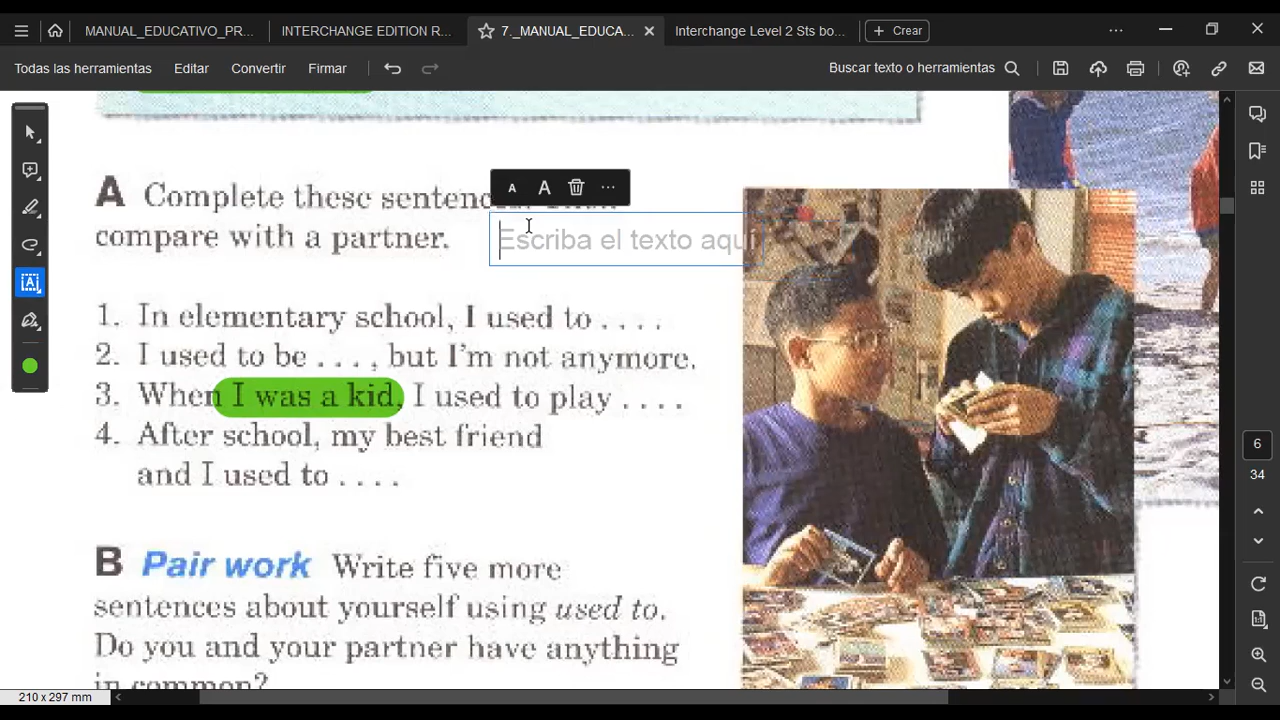 MANUAL_EDUCATIVO_PR...
INTERCHANGE EDITION R...
7._MANUAL_EDUCA...
Interchange Level 2 Sts bo...
+ Crear
Todas las herramientas
Editar
Convertir
Firmar
Buscar texto o herramientas
A Complete these sentences.
compare with a partner.
A A
Escriba el texto aquí
1. In elementary school, I used to . . . .
2. I used to be . . . , but I'm not anymore.
3. When I was a kid, I used to play . . . .
4. After school, my best friend
and I used to . . . .
B Pair work Write five more
sentences about yourself using used to.
Do you and your partner have anything
in common?
6
34
210 x 297 mm